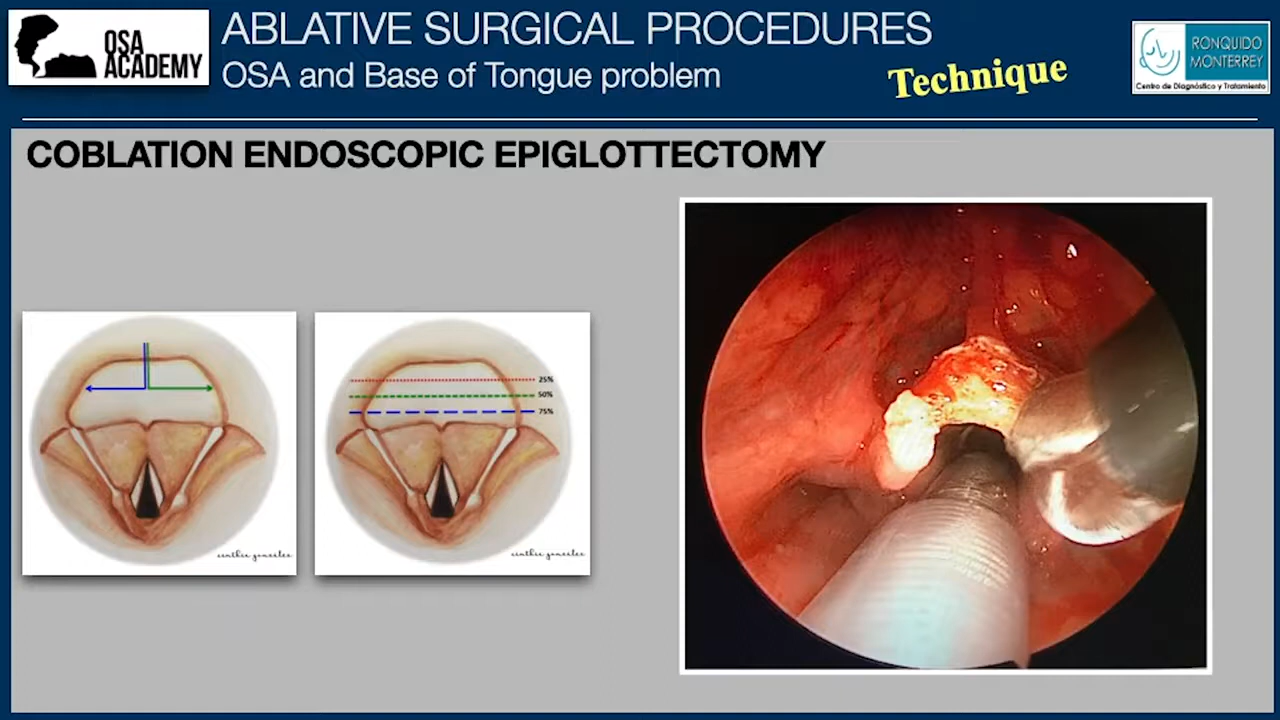 OSA
ACADEMY
ABLATIVE SURGICAL PROCEDURES
OSA and Base of Tongue problem
Technique
RONQUIDO
MONTERREY
Centro de Diagnóstico y Tratamiento
COBLATION ENDOSCOPIC EPIGLOTTECTOMY
25%
50%
75%